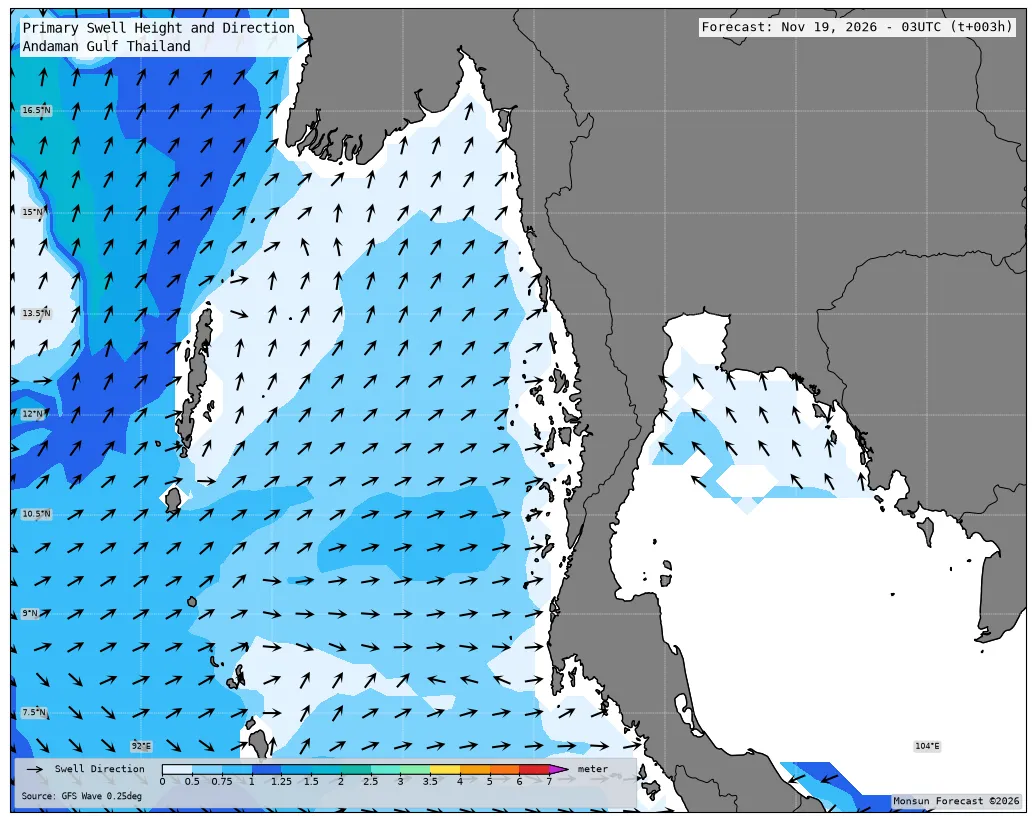 Primary Swell Height and Direction
Andaman Gulf Thailand
Forecast: Nov 19, 2026 - 03UTC (t+003h)
16.5°N
15°N
13.5°N
12°N
10.5°N
9°N
7.5°N
92°E
104°E
Swell Direction
meter
0 0.5 0.75 1 1.25 1.5 2 2.5 3 3.5 4 5 6 7
Source: GFS Wave 0.25deg
Monsun Forecast ©2026